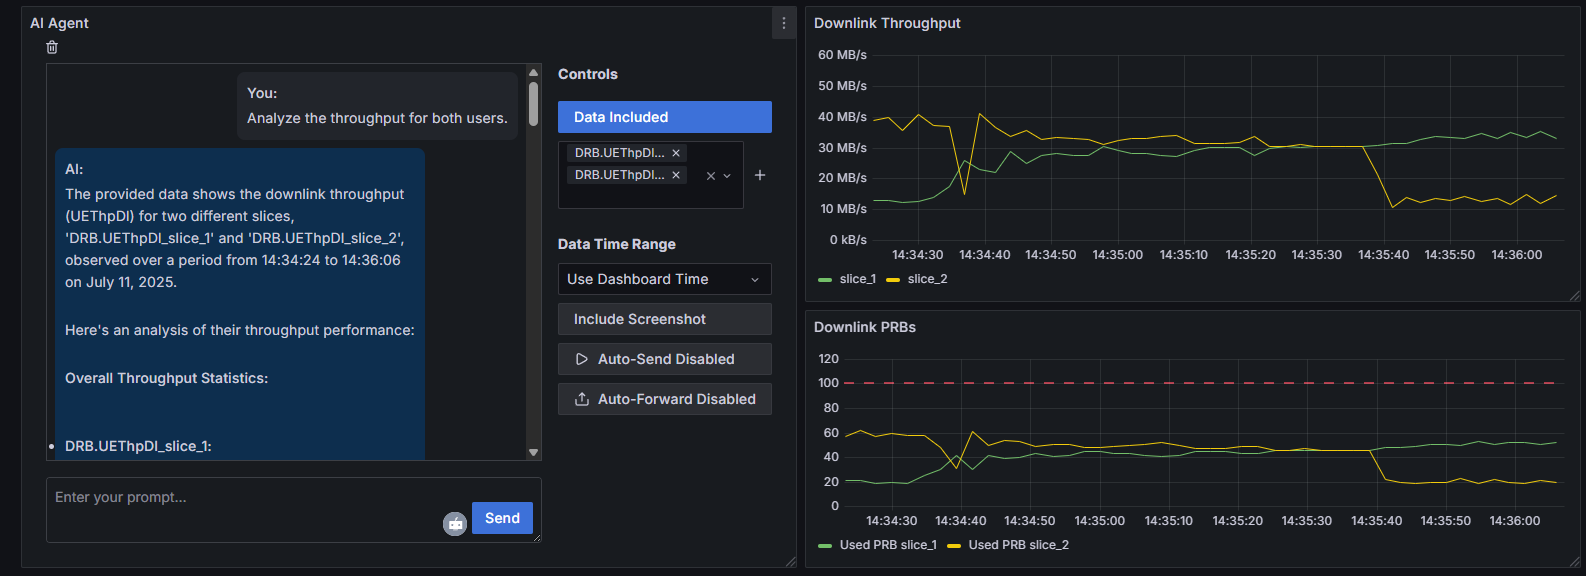 AI Agent
You:
Analyze the throughput for both users.
AI:
The provided data shows the downlink throughput
(UEThpDl) for two different slices,
'DRB.UEThpDl_slice_1' and 'DRB.UEThpDl_slice_2',
observed over a period from 14:34:24 to 14:36:06
on July 11, 2025.
Here's an analysis of their throughput performance:
Overall Throughput Statistics:
• DRB.UEThpDl_slice_1:
Enter your prompt...
Send
Controls
Data Included
DRB.UEThpDl... ×
DRB.UEThpDl... ×
Data Time Range
Use Dashboard Time
Include Screenshot
Auto-Send Disabled
Auto-Forward Disabled
Downlink Throughput
60 MB/s
50 MB/s
40 MB/s
30 MB/s
20 MB/s
10 MB/s
0 kB/s
14:34:30 14:34:40 14:34:50 14:35:00 14:35:10 14:35:20 14:35:30 14:35:40 14:35:50 14:36:00
slice_1 slice_2
Downlink PRBs
120
100
80
60
40
20
0
14:34:30 14:34:40 14:34:50 14:35:00 14:35:10 14:35:20 14:35:30 14:35:40 14:35:50 14:36:00
Used PRB slice_1 Used PRB slice_2